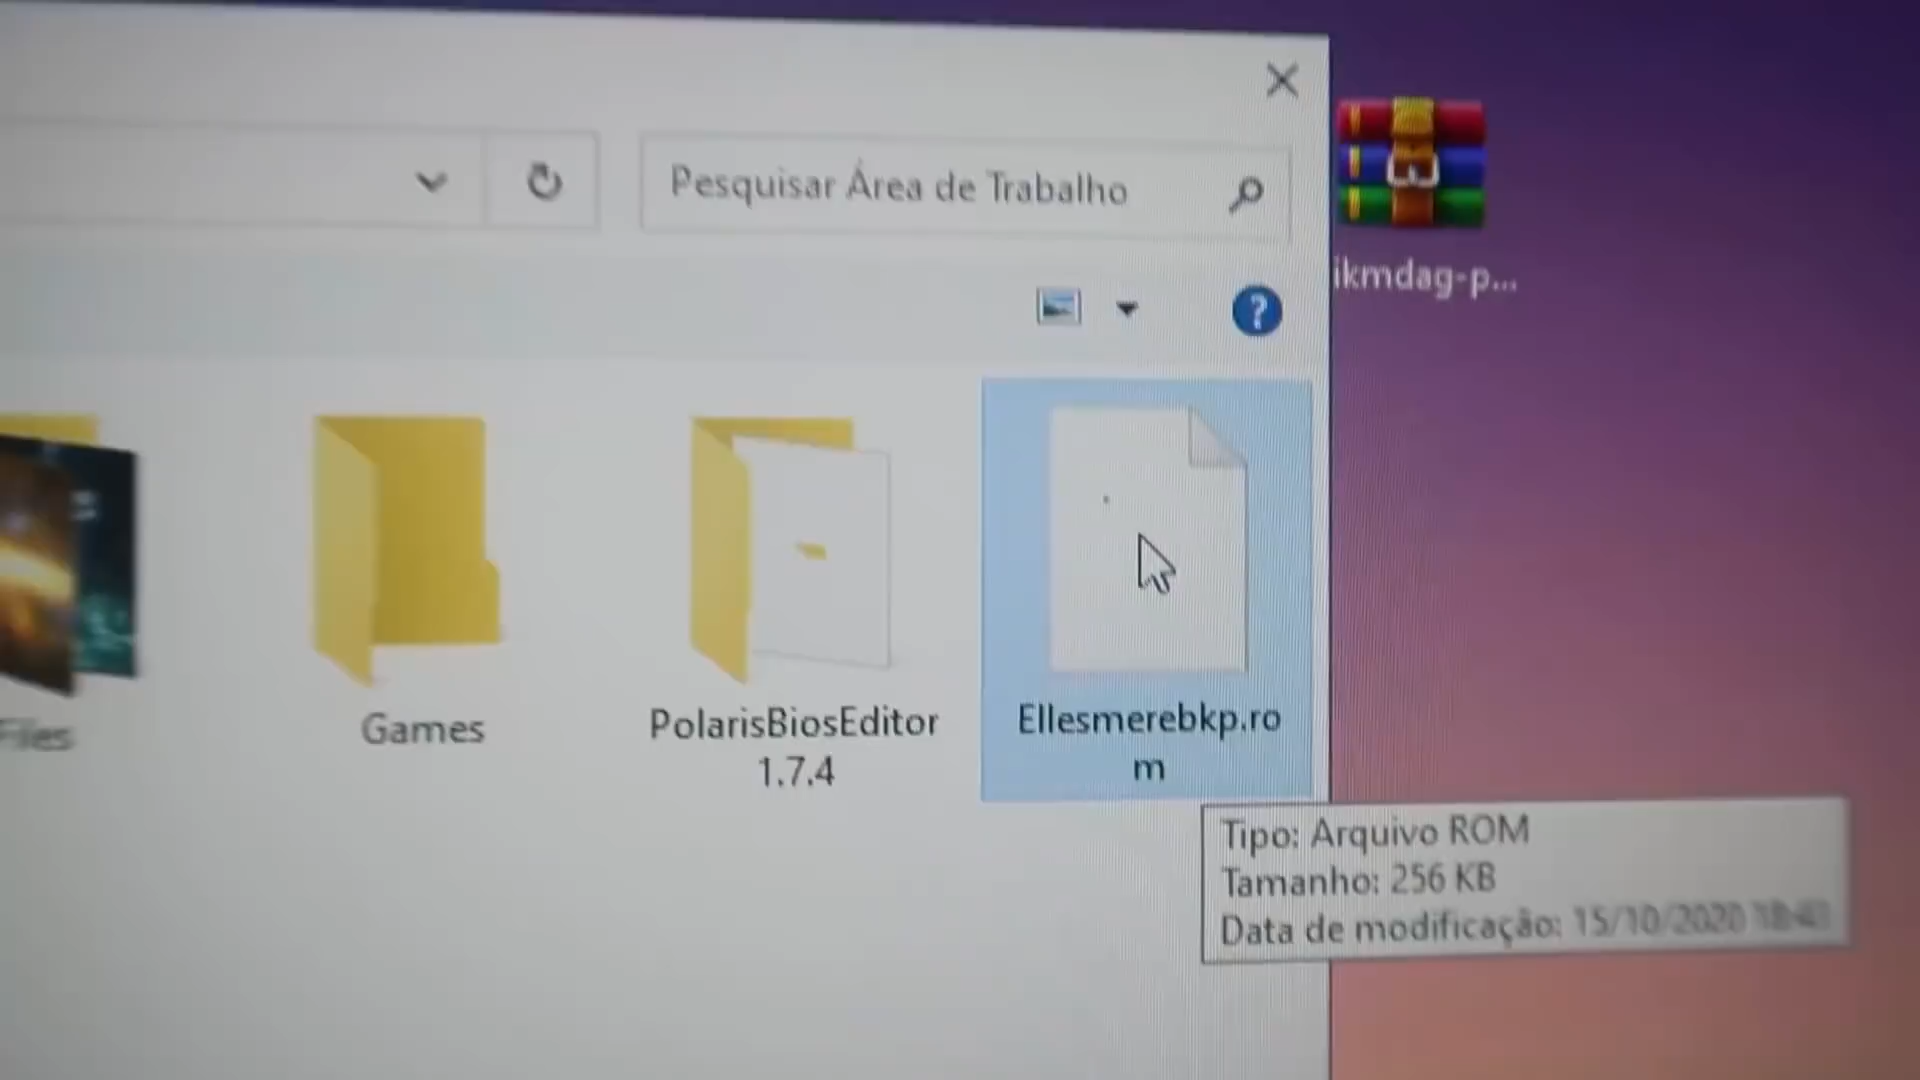 Pesquisar Área de Trabalho
ikmdag-p...
?
Files
Games
PolarisBiosEditor
1.7.4
Ellesmerebkp.ro
m
Tipo: Arquivo ROM
Tamanho: 256 KB
Data de modificação: 15/10/2020